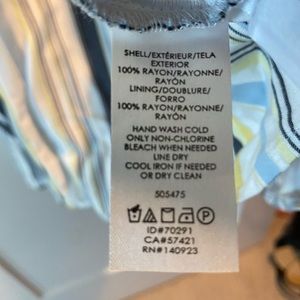 SHELL/EXTÉRIEUR/TELA
EXTERIOR
100% RAYON/RAYONNE/
RAYÓN
LINING/DOUBLURE/
FORRO
100% RAYON/RAYONNE/
RAYÓN
HAND WASH COLD
ONLY NON-CHLORINE
BLEACH WHEN NEEDED
LINE DRY
COOL IRON IF NEEDED
OR DRY CLEAN
505475
ID#70291
CA#57421
RN#140923